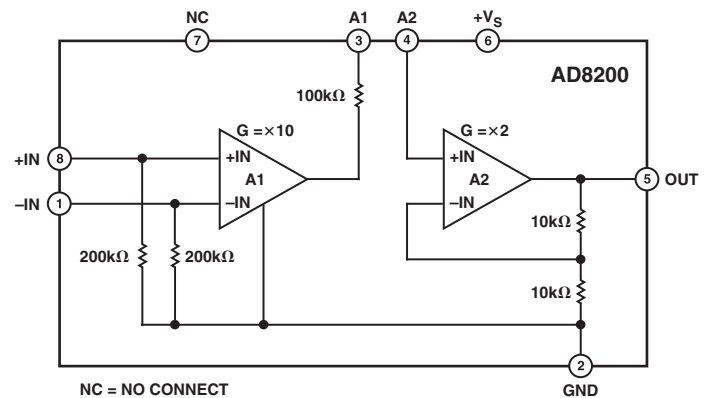 NC
A1
A2
+VS
7
3
4
6
AD8200
100kΩ
G =×10
G =×2
+IN
8
+IN
A1
–IN
+IN
A2
–IN
5
OUT
–IN
1
10kΩ
200kΩ
200kΩ
10kΩ
2
NC = NO CONNECT
GND